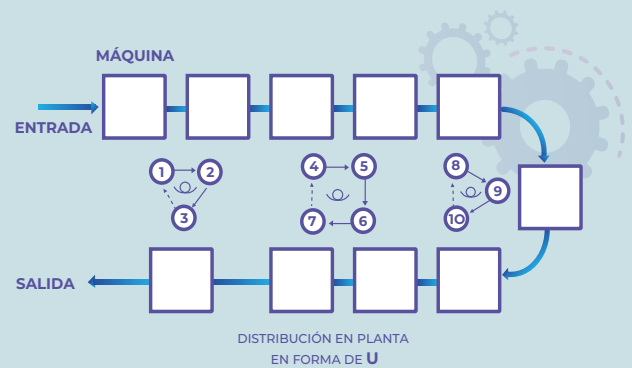 MÁQUINA
ENTRADA
1 2
3
4 5
7 6
8
9
10
SALIDA
DISTRIBUCIÓN EN PLANTA
EN FORMA DE U